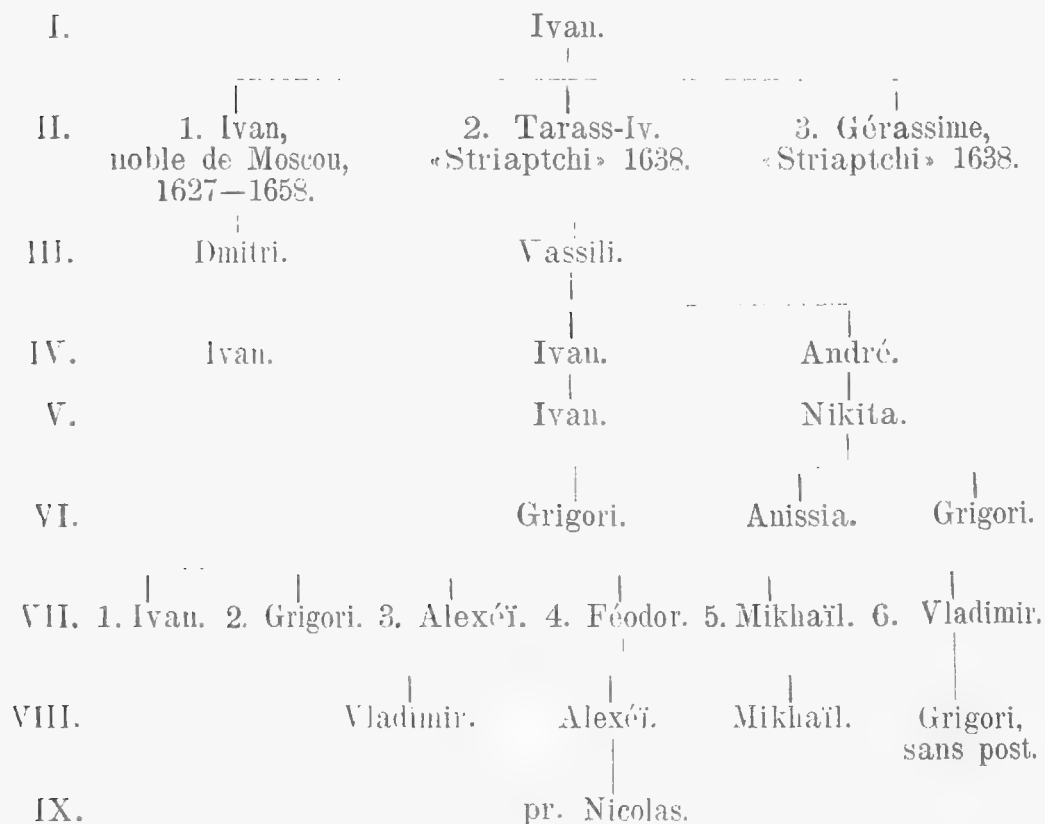 I. Ivan.
II. 1. Ivan, 2. Tarass-Iv. 3. Gérassime,
noble de Moscou, «Striaptchi» 1638. «Striaptchi» 1638.
1627—1658.
III. Dmitri. Vassili.
IV. Ivan. Ivan. André.
V. Ivan. Nikita.
VI. Grigori. Anissia. Grigori.
VII. 1. Ivan. 2. Grigori. 3. Alexéï. 4. Féodor. 5. Mikhaïl. 6. Vladimir.
VIII. Vladimir. Alexéï. Mikhaïl. Grigori,
sans post.
IX. pr. Nicolas.